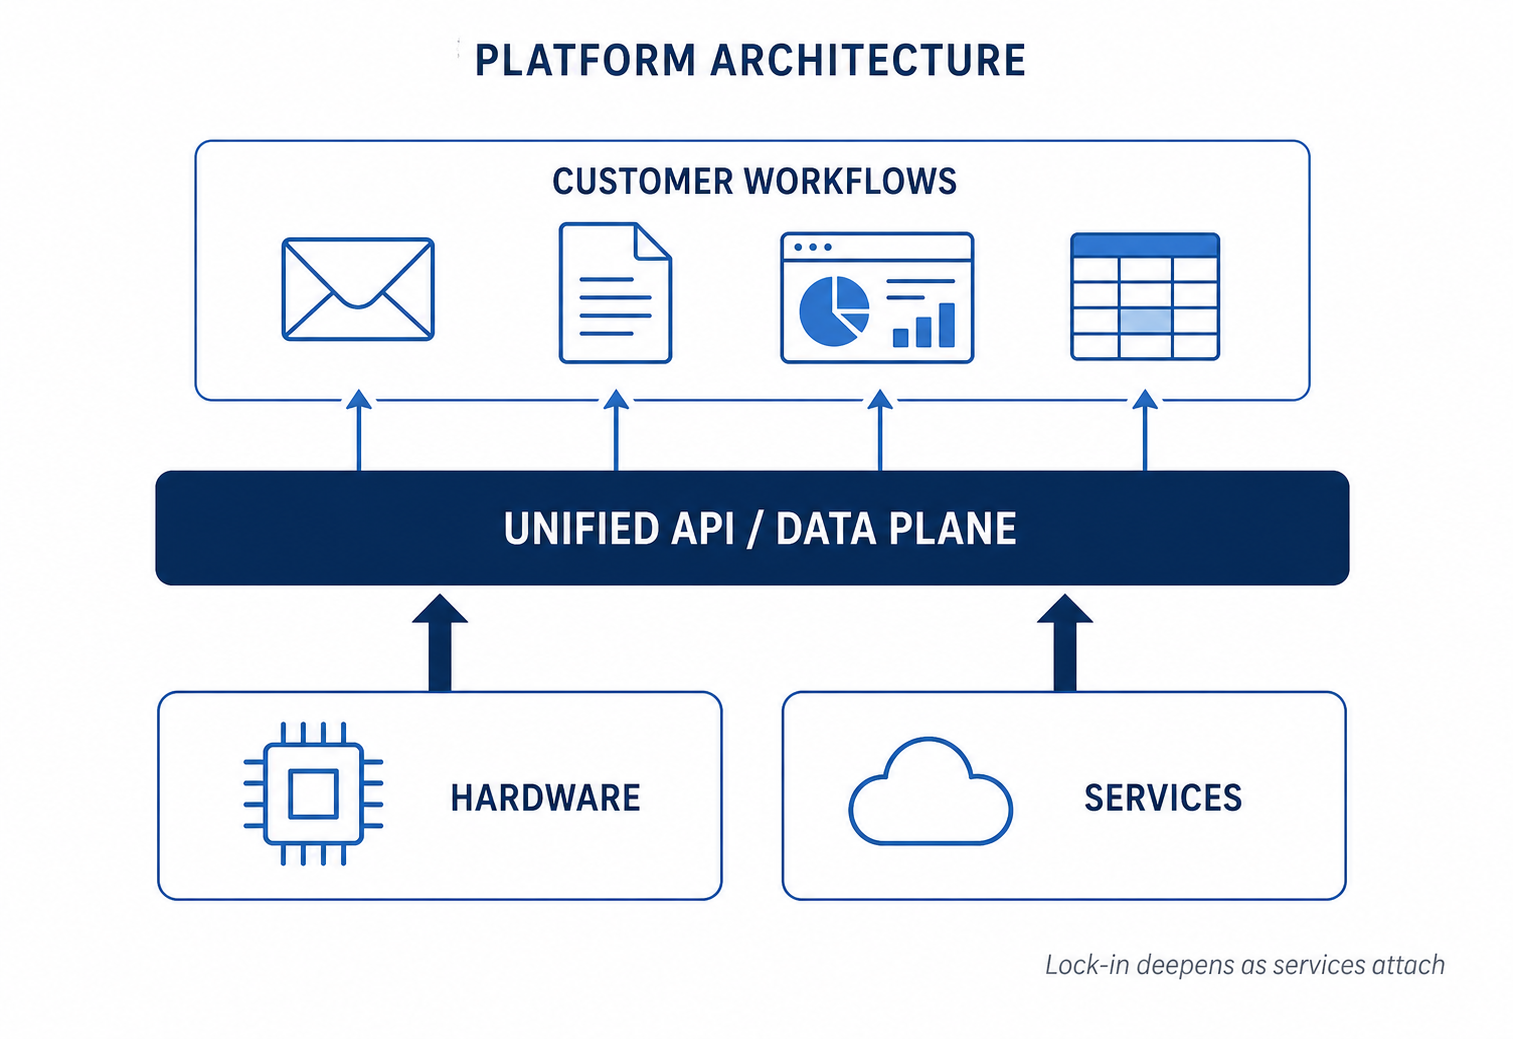 PLATFORM ARCHITECTURE
CUSTOMER WORKFLOWS
UNIFIED API / DATA PLANE
HARDWARE
SERVICES
Lock-in deepens as services attach